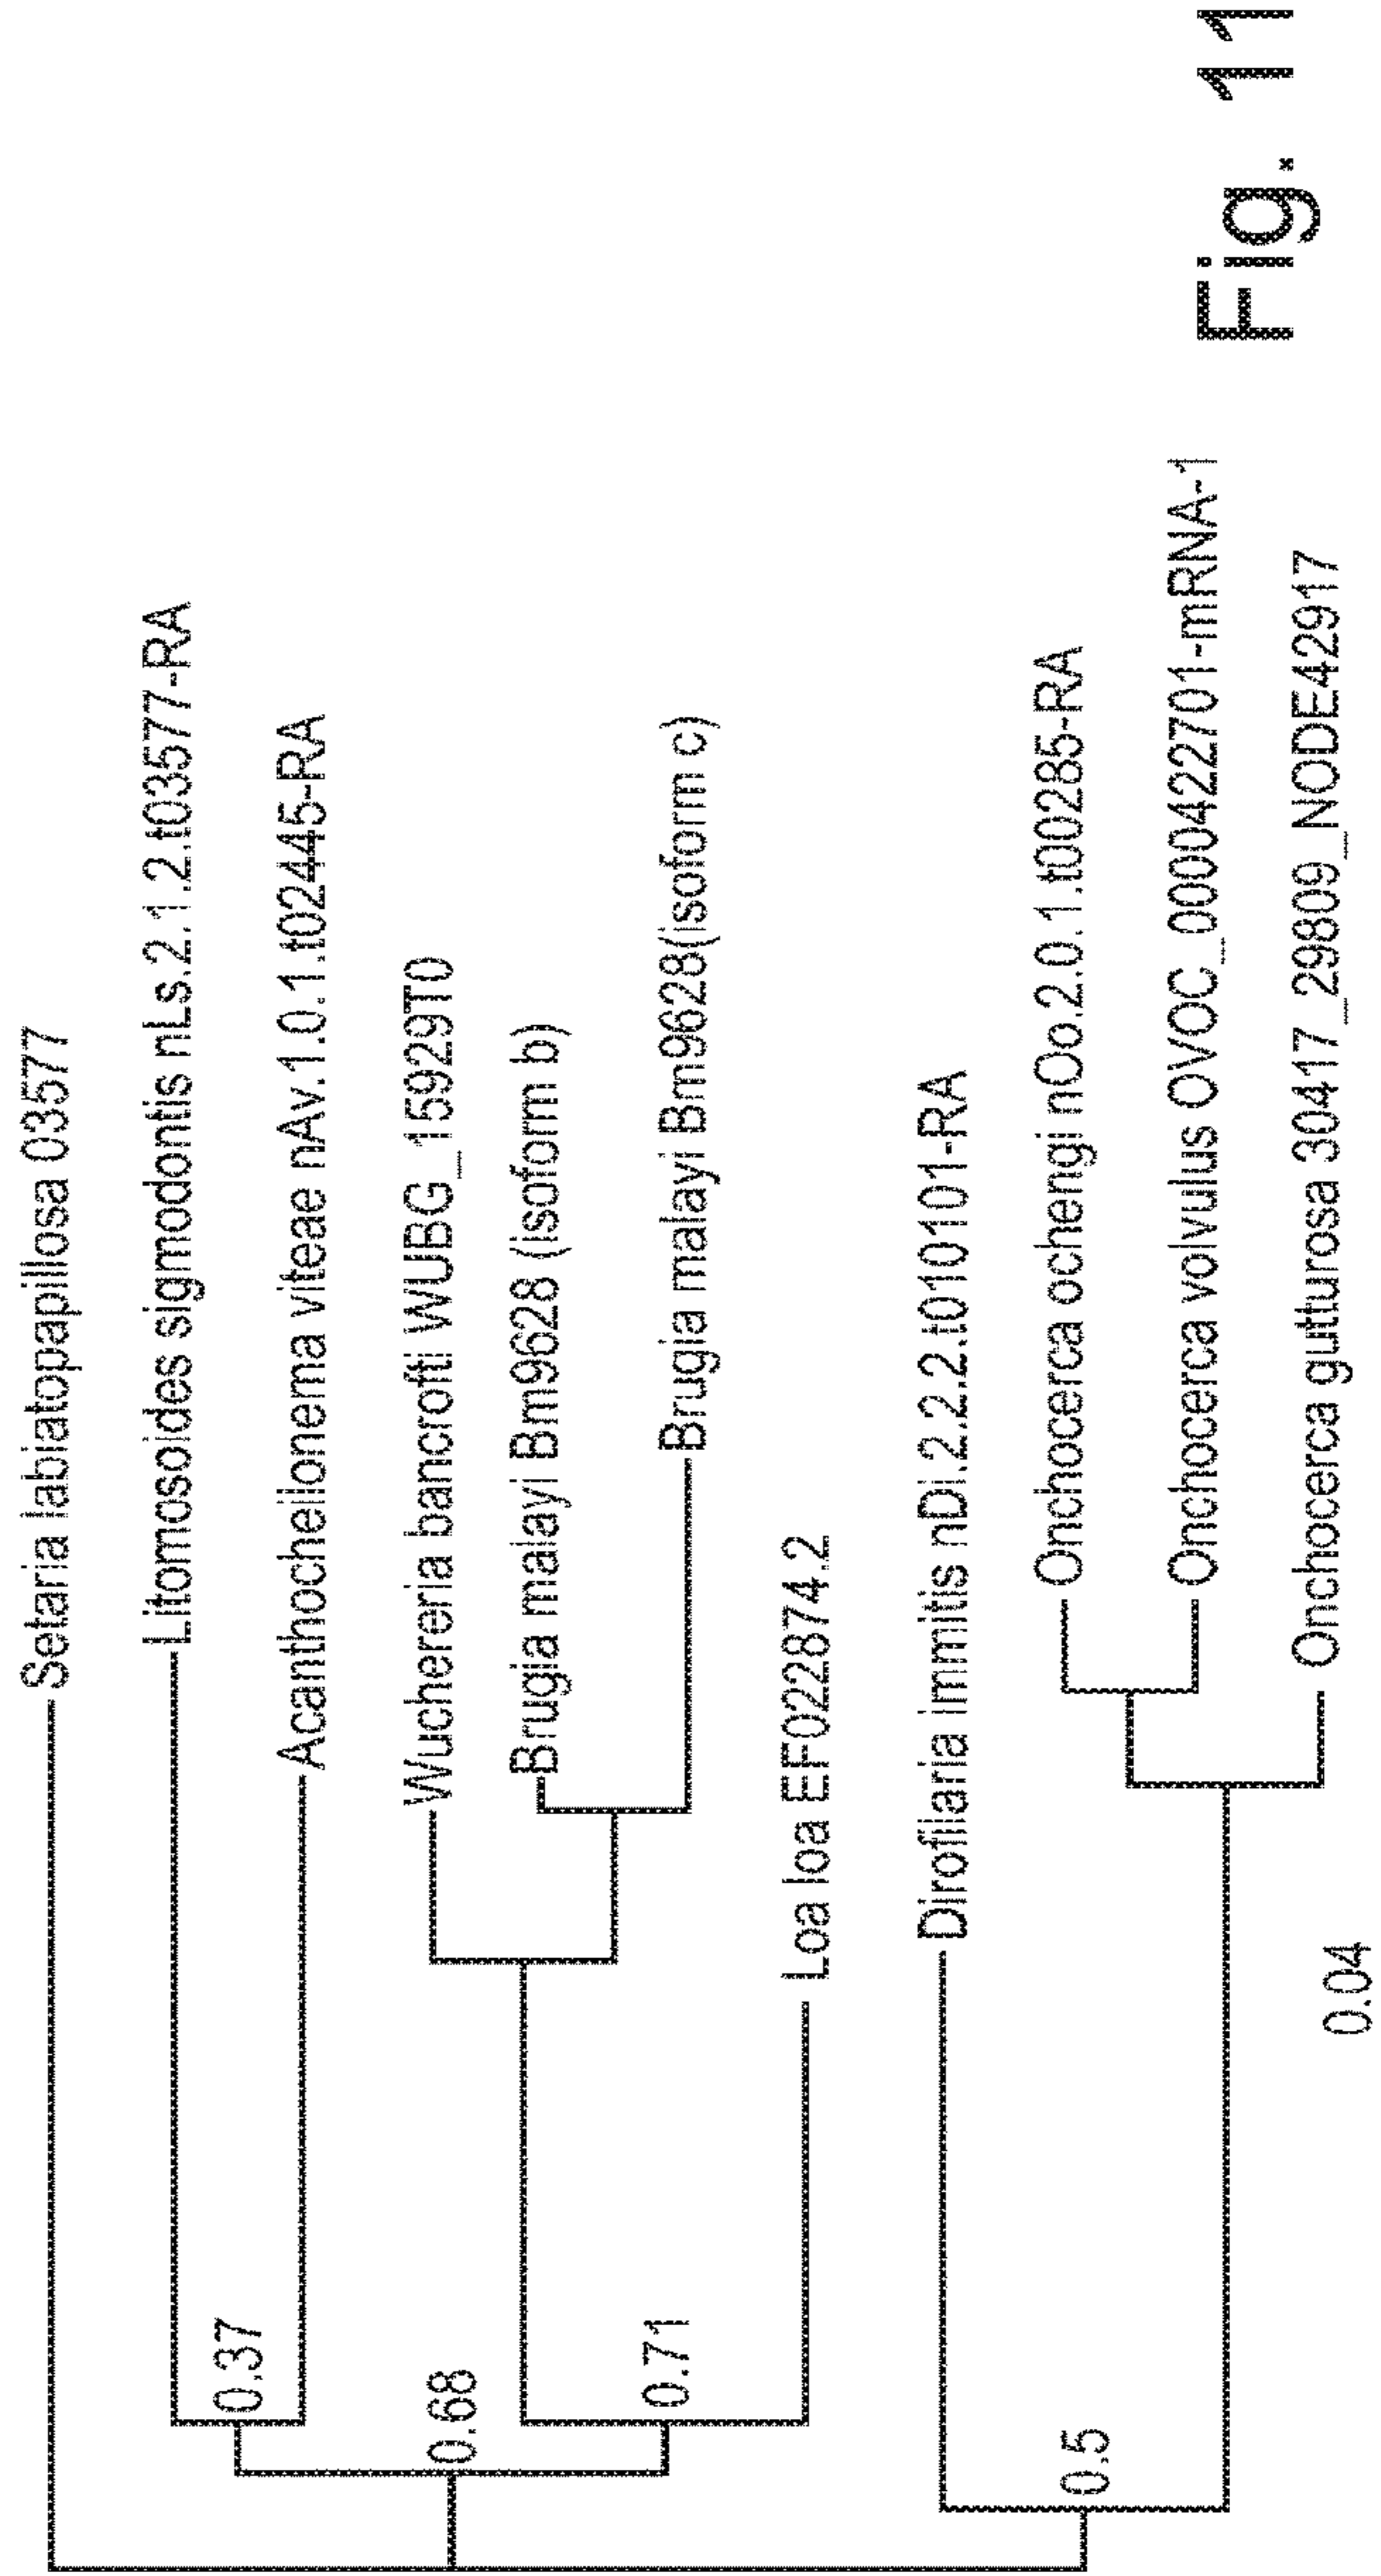 Setaria labiatopapillosa 03577
Litomosoides sigmodontis nLs.2.1.2.t03577-RA
0.37
Acanthocheilonema viteae nAv.1.0.1.t02445-RA
Wuchereria bancrofti WUBG_15929T0
0.68
Brugia malayi Bm9628 (isoform b)
Brugia malayi Bm9628(isoform c)
0.71
Loa loa EF022874.2
Dirofilaria immitis nDi.2.2.2.t01101-RA
0.5
Onchocerca ochengi nOo.2.0.1.t00285-RA
Onchocerca volvulus OVOC_0000422701-mRNA-1
Onchocerca gutturosa 30417_29809_NODE42917
0.04
Fig. 11